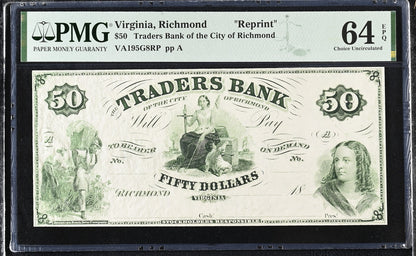 PMG
PAPER MONEY GUARANTY
Virginia, Richmond "Reprint"
$50 Traders Bank of the City of Richmond
VA195G8RP pp A
64 EPQ
Choice Uncirculated
THE
TRADERS BANK
OF THE CITY OF RICHMOND
50 50
Will Pay
A A
TO BEARER ON DEMAND
No. No.
FIFTY DOLLARS
RICHMOND 18
VIRGINIA
Cash. Pres.
STOCKHOLDERS RESPONSIBLE